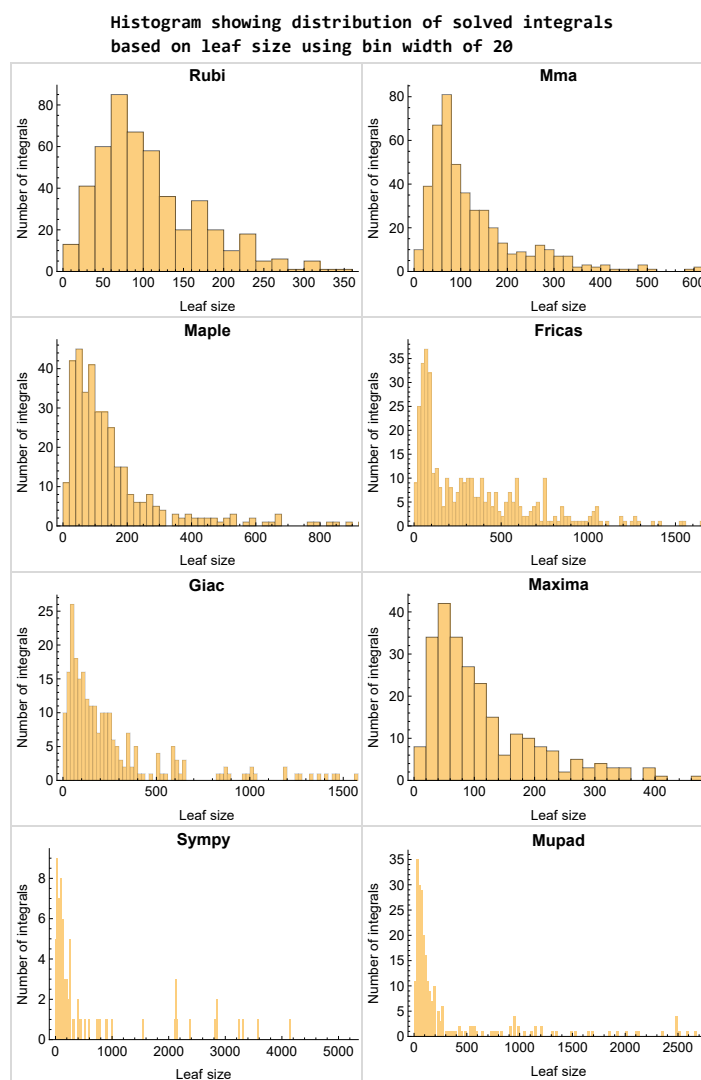 Histogram showing distribution of solved integrals
based on leaf size using bin width of 20
Rubi
Number of integrals
80
60
40
20
0
0 50 100 150 200 250 300 350
Leaf size
Mma
Number of integrals
80
60
40
20
0
0 100 200 300 400 500 600
Leaf size
Maple
Number of integrals
40
30
20
10
0
0 200 400 600 800
Leaf size
Fricas
Number of integrals
35
30
25
20
15
10
5
0
0 500 1000 1500
Leaf size
Giac
Number of integrals
25
20
15
10
5
0
0 500 1000 1500
Leaf size
Maxima
Number of integrals
40
30
20
10
0
0 100 200 300 400
Leaf size
Sympy
Number of integrals
8
6
4
2
0
0 1000 2000 3000 4000 5000
Leaf size
Mupad
Number of integrals
35
30
25
20
15
10
5
0
0 500 1000 1500 2000 2500
Leaf size